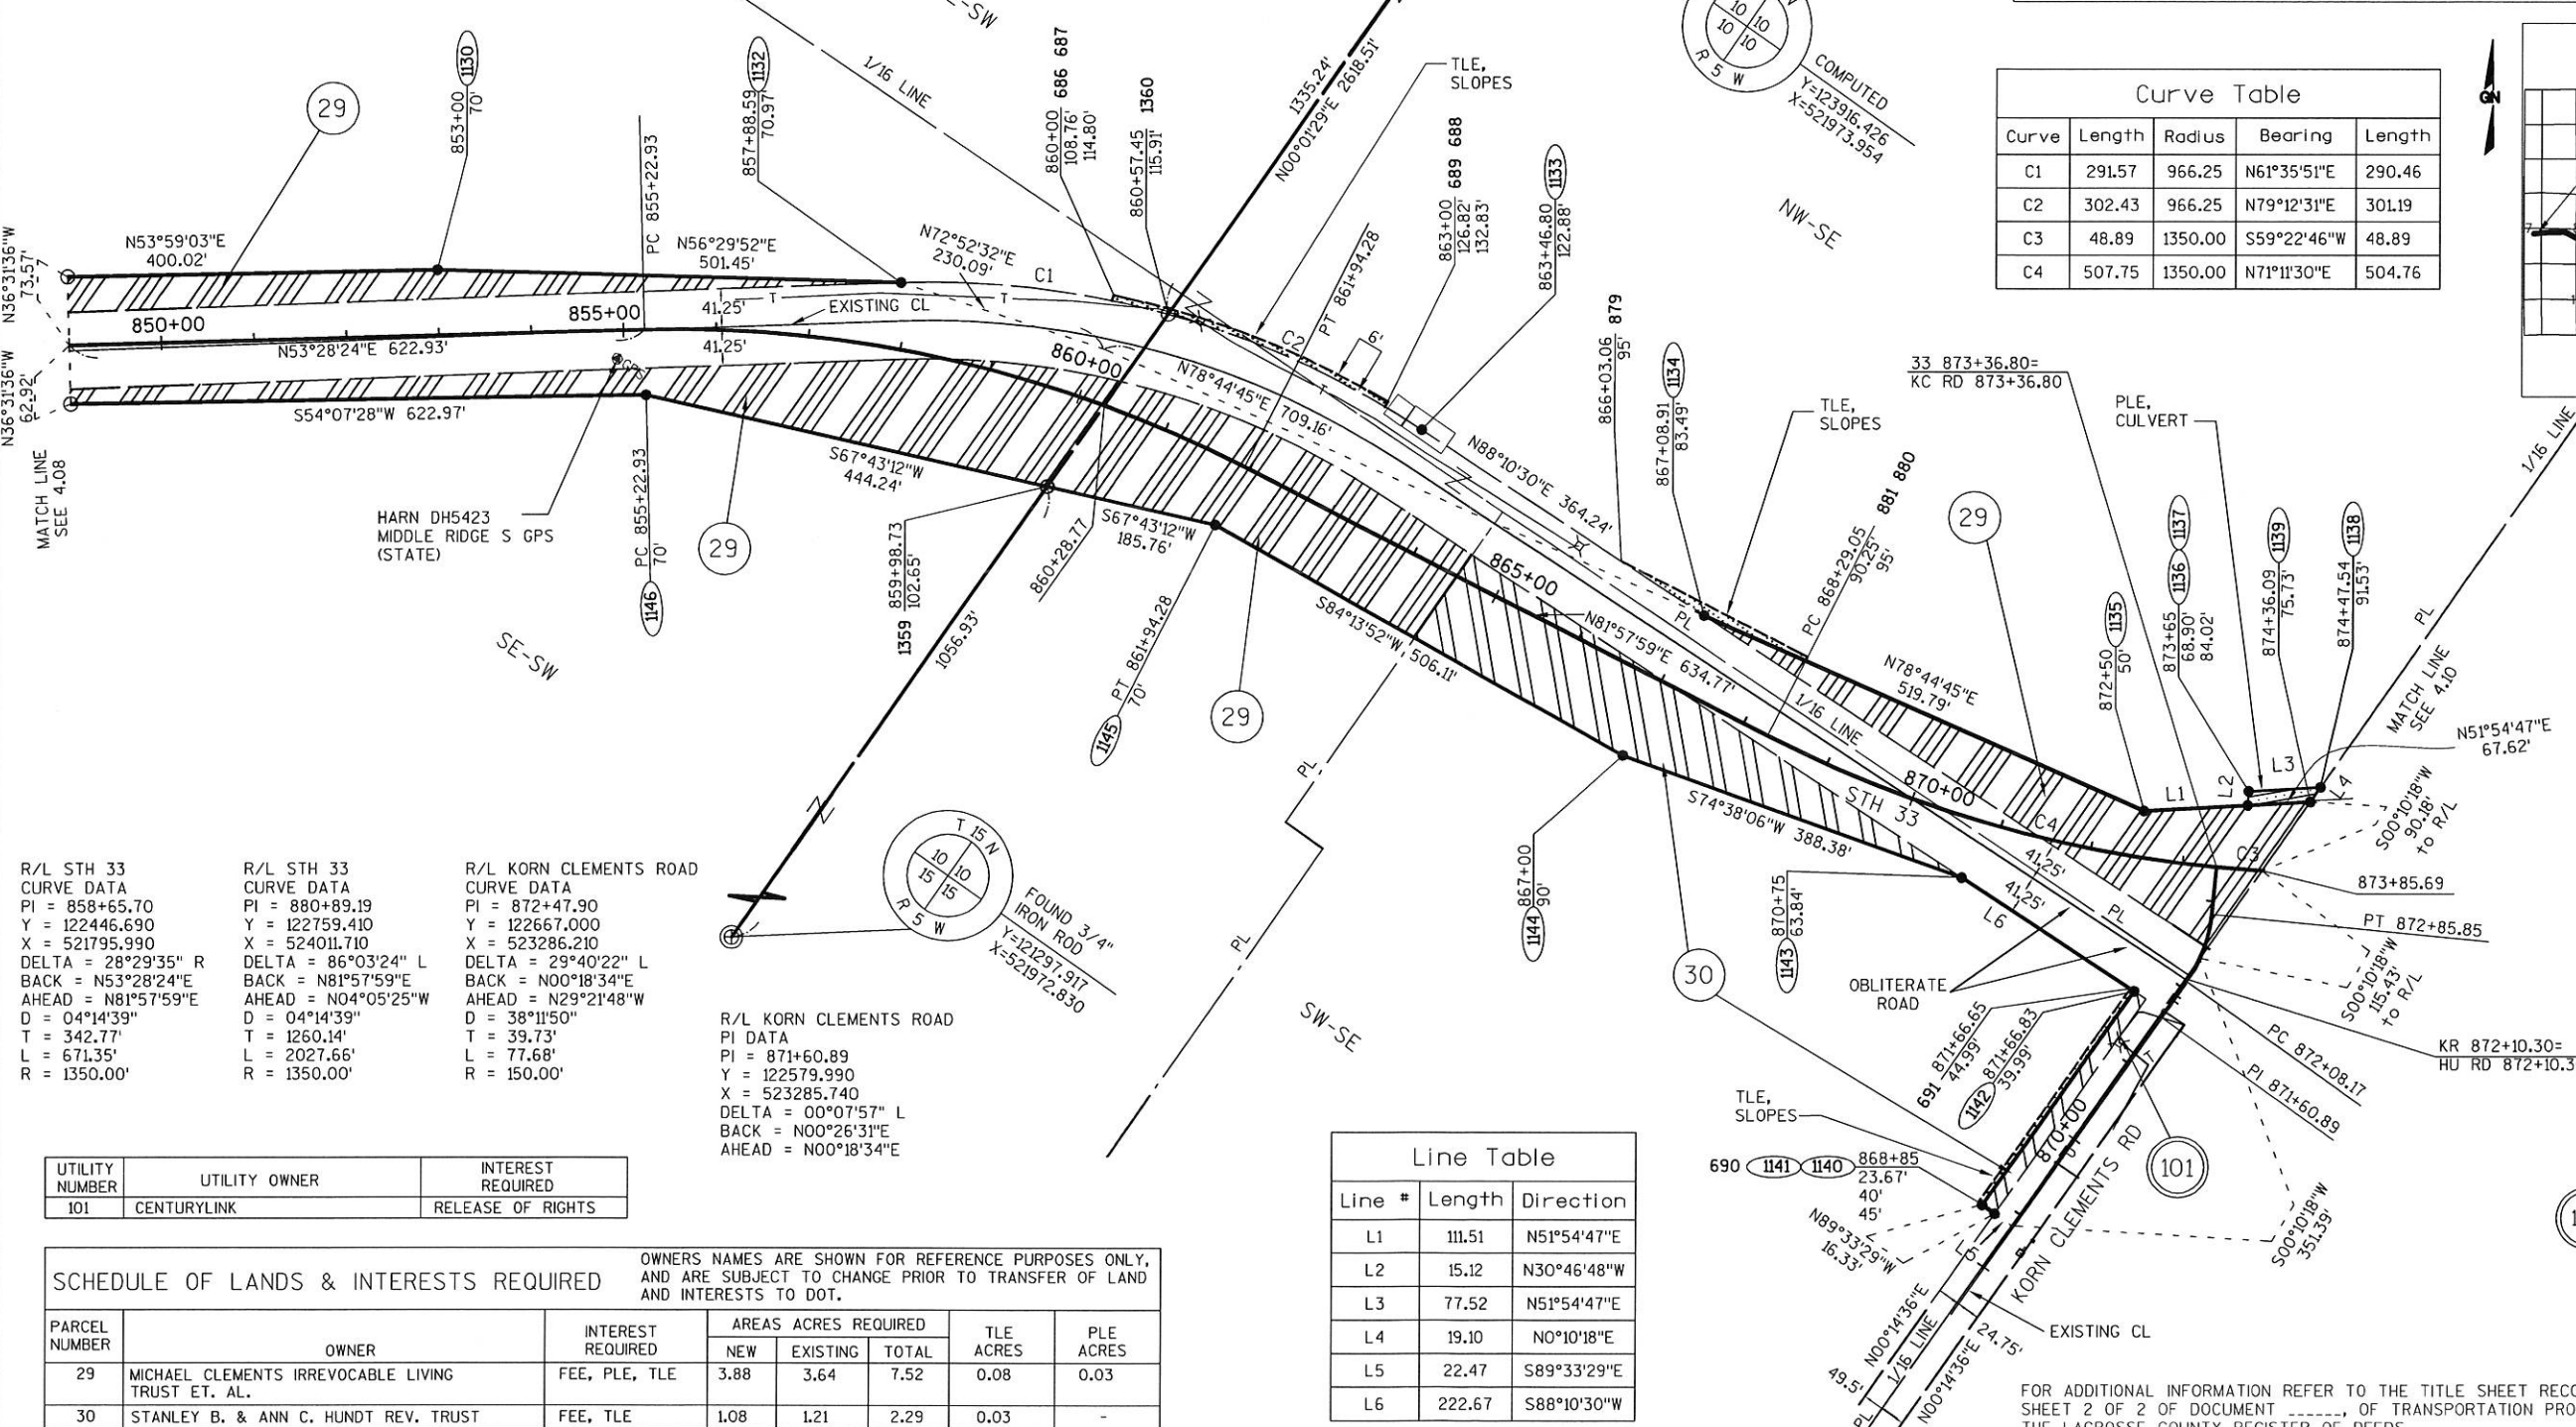 E-SW
1/16 LINE
1130
853+00
70'
29
PC 855+22.93
1132
857+88.59
70.97'
860+00 686 687
108.76'
114.80'
860+57.45 1360
115.91'
1335.24'
N00°01'29"E 2618.51'
TLE,
SLOPES
10 10
10 10
R 5 W
COMPUTED
Y=123916.426
X=521973.954
Curve Table
Curve Length Radius Bearing Length
C1 291.57 966.25 N61°35'51"E 290.46
C2 302.43 966.25 N79°12'31"E 301.19
C3 48.89 1350.00 S59°22'46"W 48.89
C4 507.75 1350.00 N71°11'30"E 504.76
GN
NW-SE
N36°31'36"W
73.57'
N53°59'03"E
400.02'
N56°29'52"E
501.45'
N72°52'32"E
230.09'
C1
T
T
EXISTING CL
41.25'
41.25'
850+00
855+00
N53°28'24"E 622.93'
N36°31'36"W
62.92'
S54°07'28"W 622.97'
GPS
MATCH LINE
SEE 4.08
860+00
C2
PT 861+94.28
6'
863+00 689 688
126.82'
132.83'
1133
863+46.80
122.88'
N78°44'45"E 709.16'
T
N88°10'30"E 364.24'
866+03.06 879
95'
1134
867+08.91
83.49'
TLE,
SLOPES
33 873+36.80=
KC RD 873+36.80
PLE,
CULVERT
1/16 LINE
HARN DH5423
MIDDLE RIDGE S GPS
(STATE)
1146
PC 855+22.93
70'
29
S67°43'12"W
444.24'
1359 859+98.73
102.65'
860+28.77
S67°43'12"W
185.76'
1056.93'
1145
PT 861+94.28
70'
29
S84°13'52"W, 506.11'
865+00
N81°57'59"E 634.77'
PL
PC 868+29.05 881 880
90.25'
95'
29
1135
872+50
50'
1137
1136
873+65
68.90'
84.02'
1139
874+36.09
75.73'
1138
874+47.54
91.53'
PL
MATCH LINE
SEE 4.10
N78°44'45"E
519.79'
1/16 LINE
870+00
STH 33
C4
C3
L1
L2
L3
L4
N51°54'47"E
67.62'
S00°10'18"W
90.18'
to R/L
SE-SW
PL
PL
S74°38'06"W 388.38'
1144
867+00
90'
1143
870+75
63.84'
L6
41.25'
41.25'
PL
OBLITERATE
ROAD
873+85.69
PT 872+85.85
S00°10'18"W
115.43'
to R/L
KR 872+10.30=
HU RD 872+10.3
PC 872+08.17
PI 871+60.89
30
SW-SE
T 15 N
10 10
15 15
R 5 W
FOUND 3/4"
IRON ROD
Y=121297.917
X=521972.830
R/L STH 33
CURVE DATA
PI = 858+65.70
Y = 122446.690
X = 521795.990
DELTA = 28°29'35" R
BACK = N53°28'24"E
AHEAD = N81°57'59"E
D = 04°14'39"
T = 342.77'
L = 671.35'
R = 1350.00'
R/L STH 33
CURVE DATA
PI = 880+89.19
Y = 122759.410
X = 524011.710
DELTA = 86°03'24" L
BACK = N81°57'59"E
AHEAD = N04°05'25"W
D = 04°14'39"
T = 1260.14'
L = 2027.66'
R = 1350.00'
R/L KORN CLEMENTS ROAD
CURVE DATA
PI = 872+47.90
Y = 122667.000
X = 523286.210
DELTA = 29°40'22" L
BACK = N00°18'34"E
AHEAD = N29°21'48"W
D = 38°11'50"
T = 39.73'
L = 77.68'
R = 150.00'
R/L KORN CLEMENTS ROAD
PI DATA
PI = 871+60.89
Y = 122579.990
X = 523285.740
DELTA = 00°07'57" L
BACK = N00°26'31"E
AHEAD = N00°18'34"E
691 871+66.65
44.99'
1142 871+66.83
39.99'
TLE,
SLOPES
690 1141 1140 868+85
23.67'
40'
45'
N89°33'29"W
16.33'
870+00
T
101
KORN CLEMENTS RD
S00°10'18"W
351.39'
L5
N00°14'36"E
1/16 LINE
49.5'
PL
N00°14'36"E
24.75'
EXISTING CL
UTILITY NUMBER UTILITY OWNER INTEREST REQUIRED
101 CENTURYLINK RELEASE OF RIGHTS
SCHEDULE OF LANDS & INTERESTS REQUIRED
OWNERS NAMES ARE SHOWN FOR REFERENCE PURPOSES ONLY,
AND ARE SUBJECT TO CHANGE PRIOR TO TRANSFER OF LAND
AND INTERESTS TO DOT.
PARCEL NUMBER OWNER INTEREST REQUIRED AREAS ACRES REQUIRED TLE ACRES PLE ACRES
NEW EXISTING TOTAL
29 MICHAEL CLEMENTS IRREVOCABLE LIVING FEE, PLE, TLE 3.88 3.64 7.52 0.08 0.03
TRUST ET. AL.
30 STANLEY B. & ANN C. HUNDT REV. TRUST FEE, TLE 1.08 1.21 2.29 0.03 -
Line Table
Line # Length Direction
L1 111.51 N51°54'47"E
L2 15.12 N30°46'48"W
L3 77.52 N51°54'47"E
L4 19.10 N0°10'18"E
L5 22.47 S89°33'29"E
L6 222.67 S88°10'30"W
FOR ADDITIONAL INFORMATION REFER TO THE TITLE SHEET RECO
SHEET 2 OF 2 OF DOCUMENT ______, OF TRANSPORTATION PRO
THE LACROSSE COUNTY REGISTER OF DEEDS